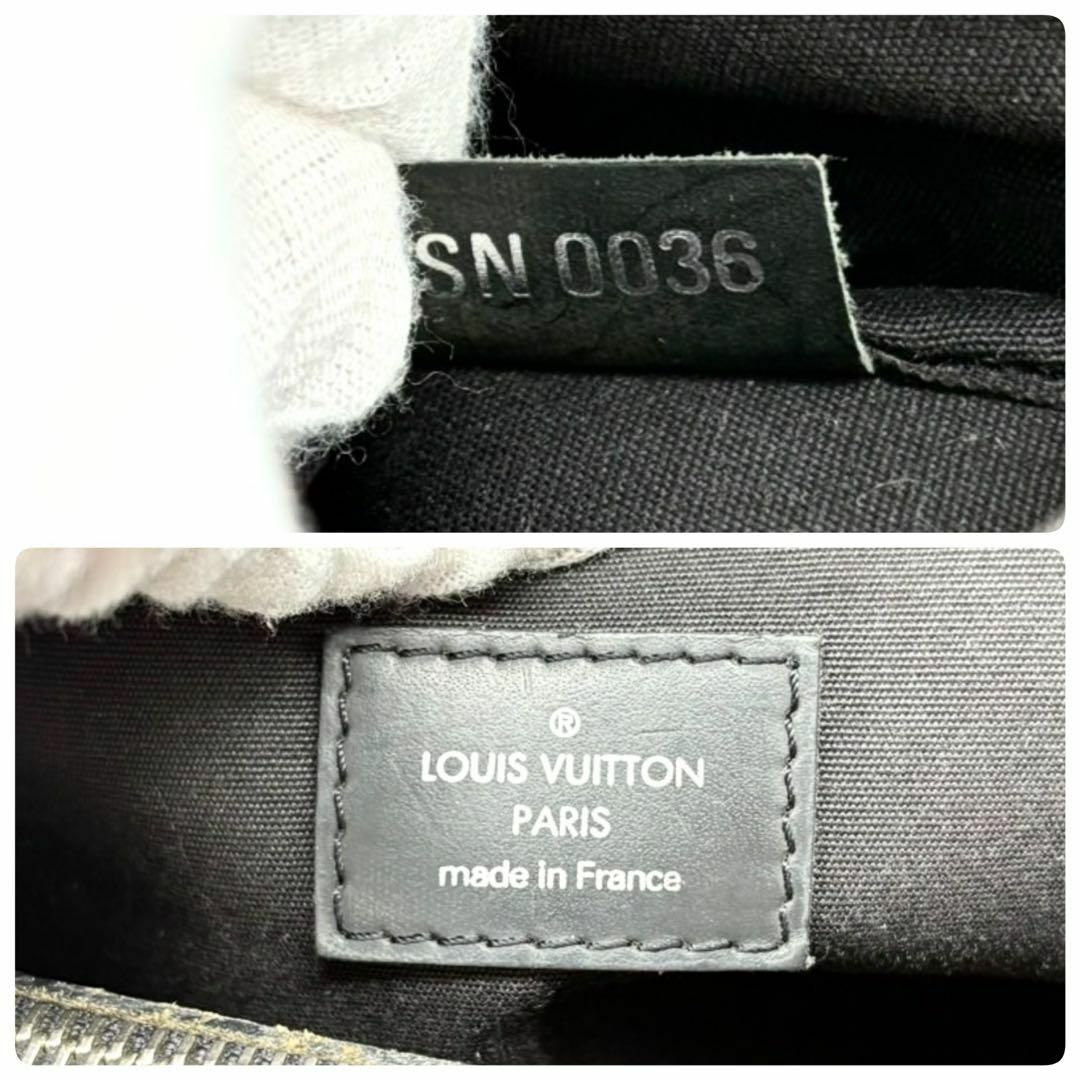 SN 0036
®
LOUIS VUITTON
PARIS
made in France